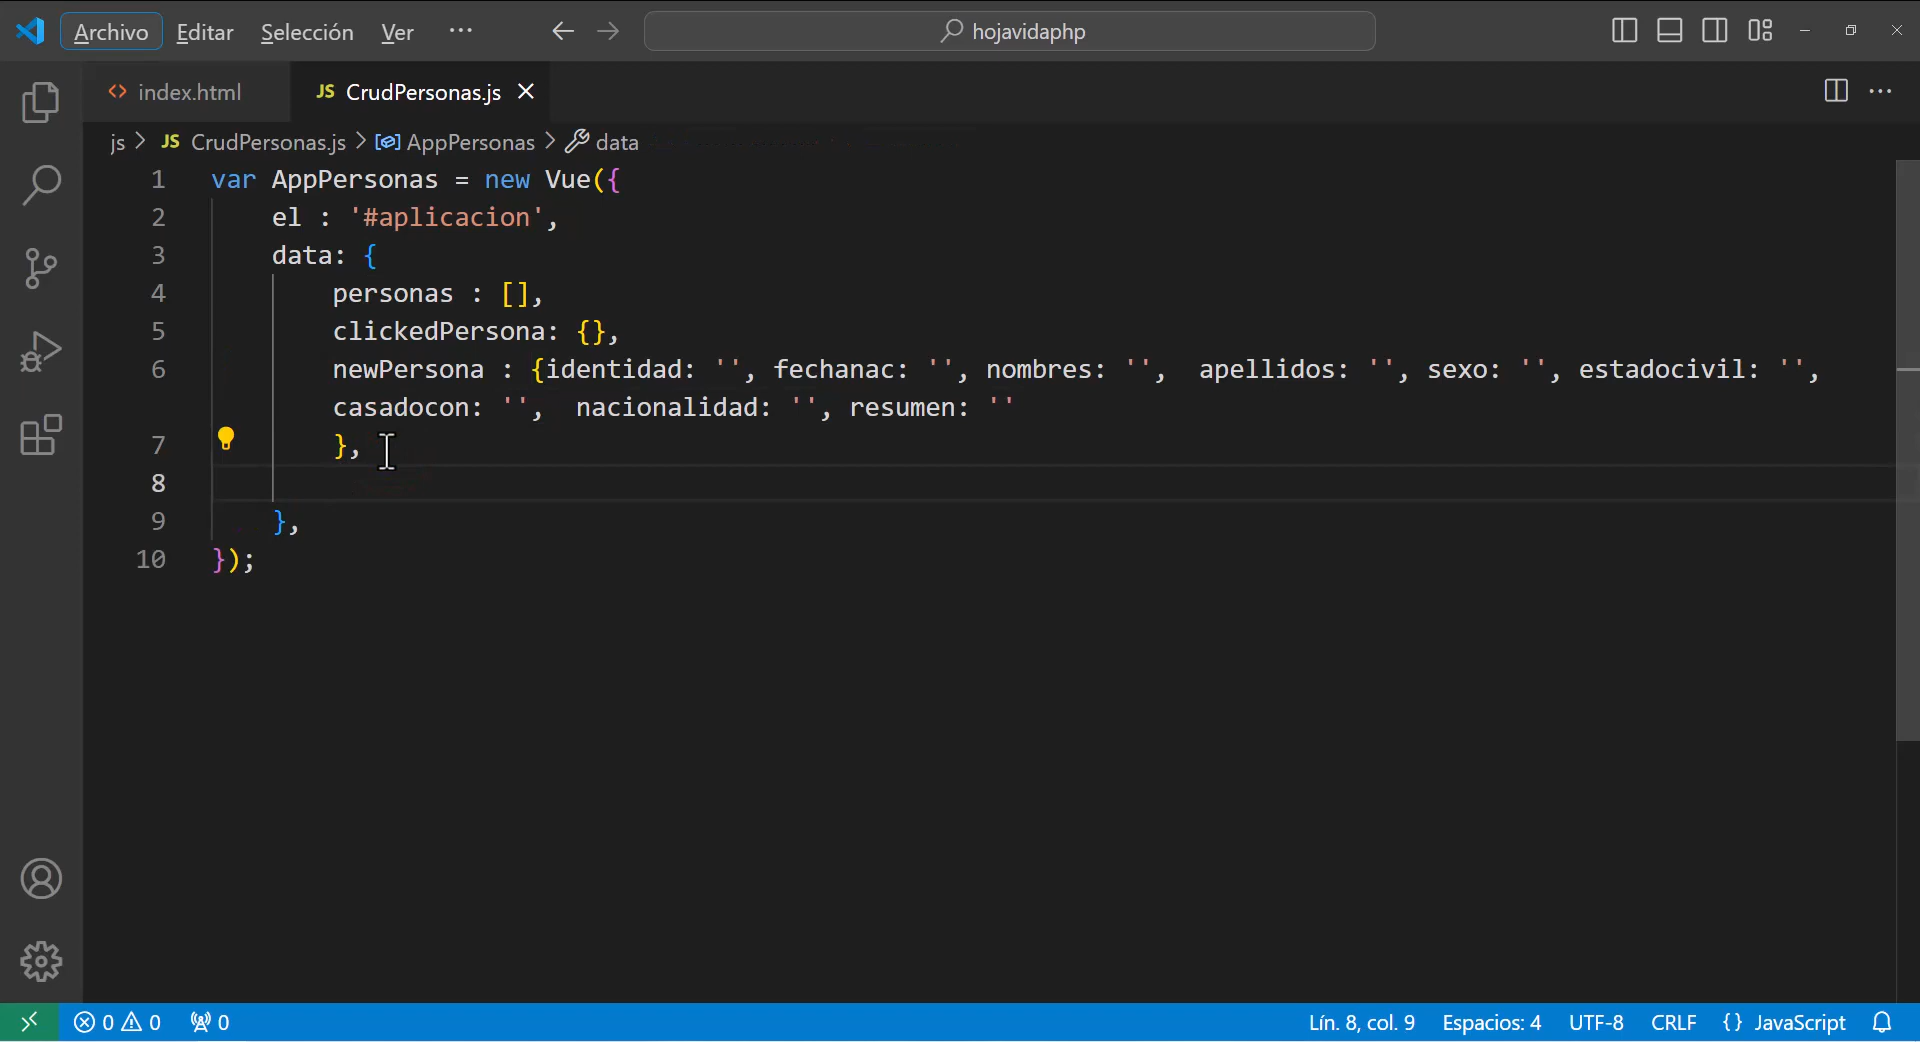 Archivo Editar Selección Ver ··· hojavidaphp
index.html JS CrudPersonas.js
js > JS CrudPersonas.js > AppPersonas > data
1 var AppPersonas = new Vue({
2 el : '#aplicacion',
3 data: {
4 personas : [],
5 clickedPersona: {},
6 newPersona : {identidad: '', fechanac: '', nombres: '',  apellidos: '', sexo: '', estadocivil: '',
casadocon: '',  nacionalidad: '', resumen: ''
7 },
8
9 },
10 });
0 0 0 Lín. 8, col. 9 Espacios: 4 UTF-8 CRLF {} JavaScript